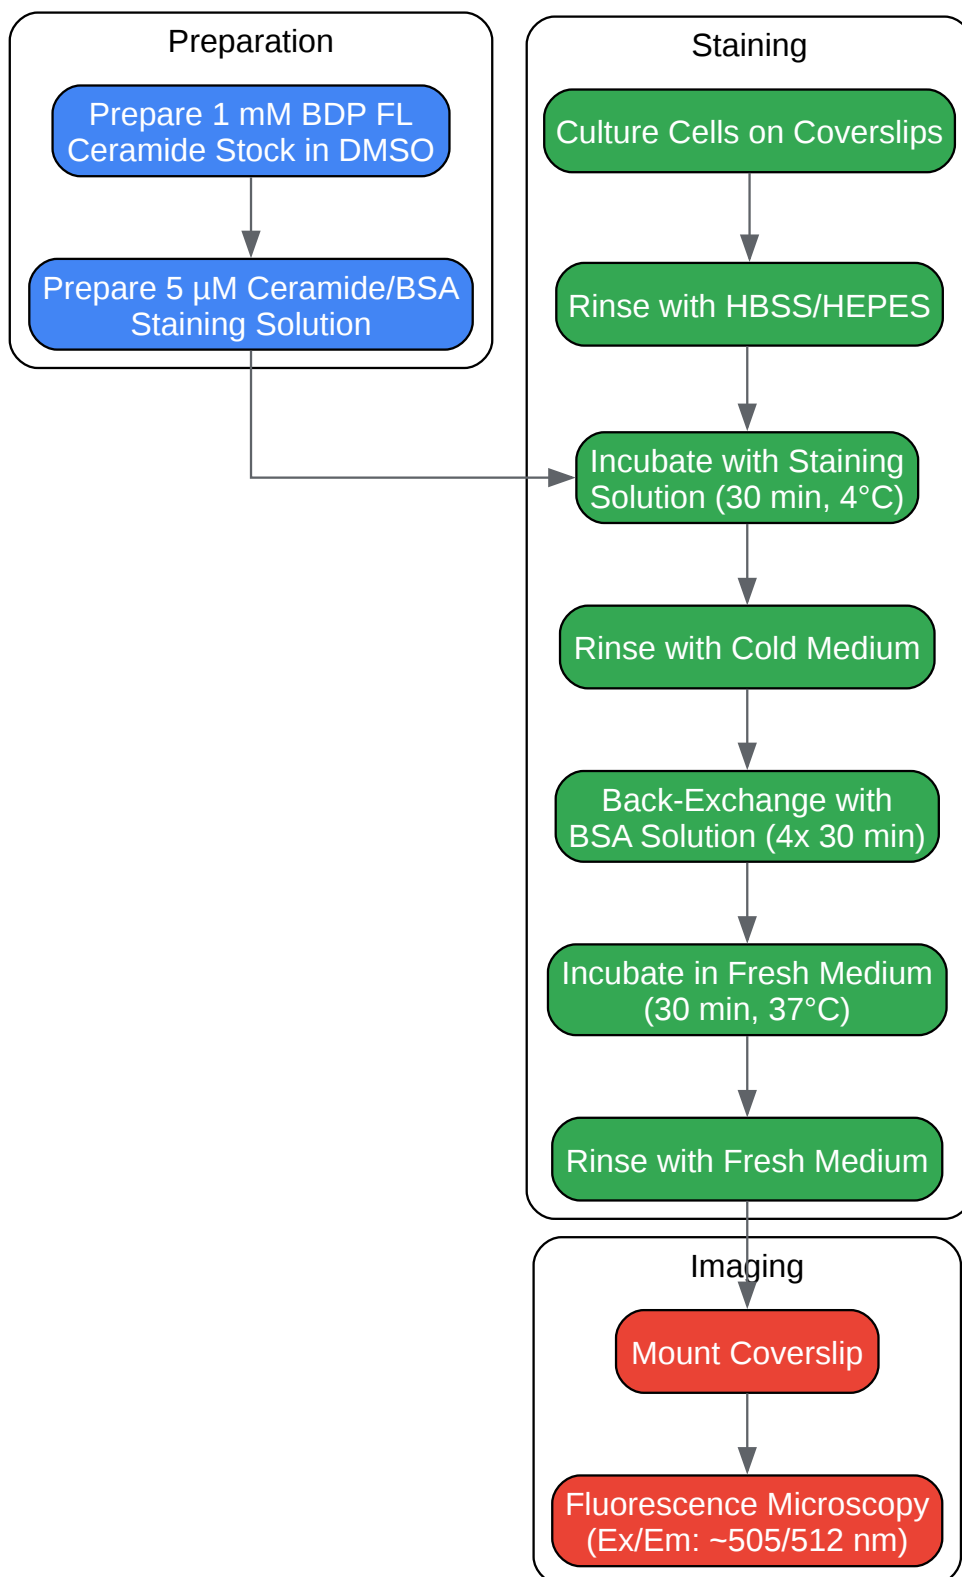 Preparation
Prepare 1 mM BDP FL
Ceramide Stock in DMSO
Prepare 5 µM Ceramide/BSA
Staining Solution
Staining
Culture Cells on Coverslips
Rinse with HBSS/HEPES
Incubate with Staining
Solution (30 min, 4°C)
Rinse with Cold Medium
Back-Exchange with
BSA Solution (4x 30 min)
Incubate in Fresh Medium
(30 min, 37°C)
Rinse with Fresh Medium
Imaging
Mount Coverslip
Fluorescence Microscopy
(Ex/Em: ~505/512 nm)